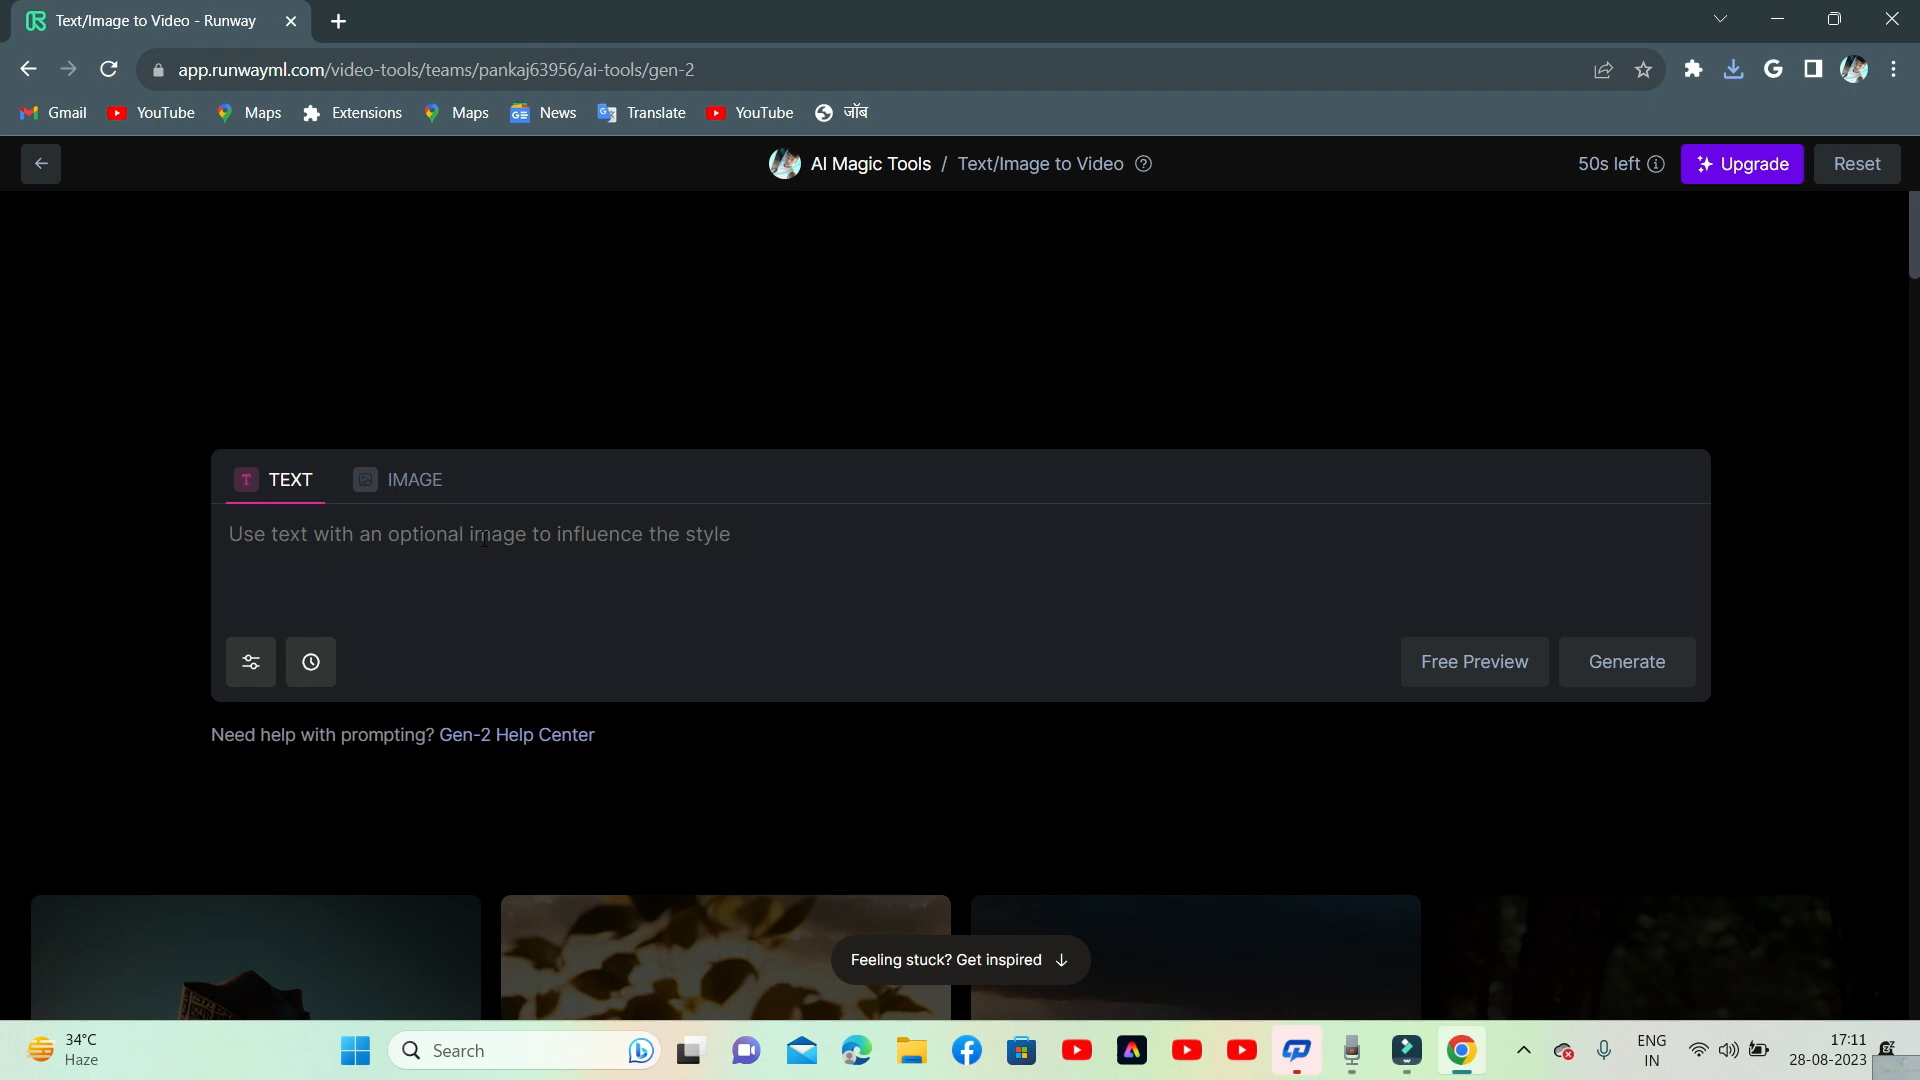 Text/Image to Video - Runway
app.runwayml.com/video-tools/teams/pankaj63956/ai-tools/gen-2
Gmail YouTube Maps Extensions Maps News Translate YouTube जॉब
AI Magic Tools / Text/Image to Video
50s left Upgrade Reset
TEXT IMAGE
Use text with an optional image to influence the style
Free Preview Generate
Need help with prompting? Gen-2 Help Center
Feeling stuck? Get inspired
34°C
Haze
Search
ENG
IN
17:11
28-08-2023